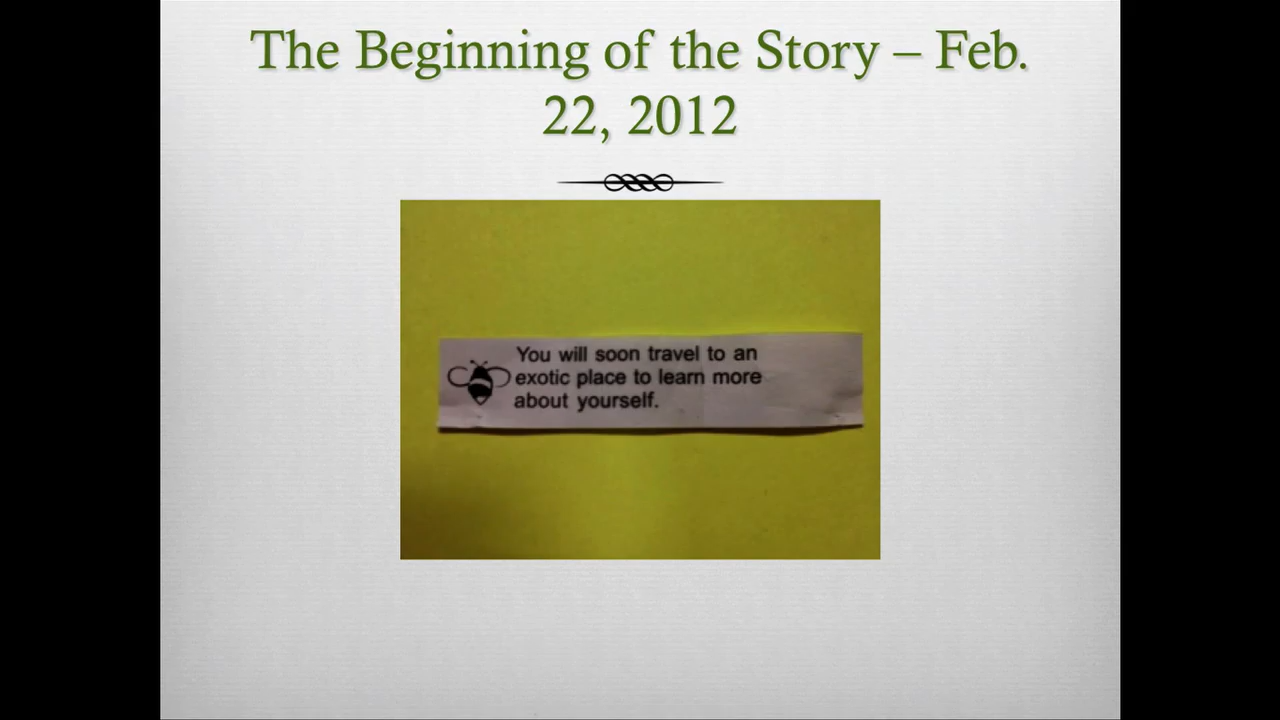 The Beginning of the Story – Feb.
22, 2012
You will soon travel to an
exotic place to learn more
about yourself.